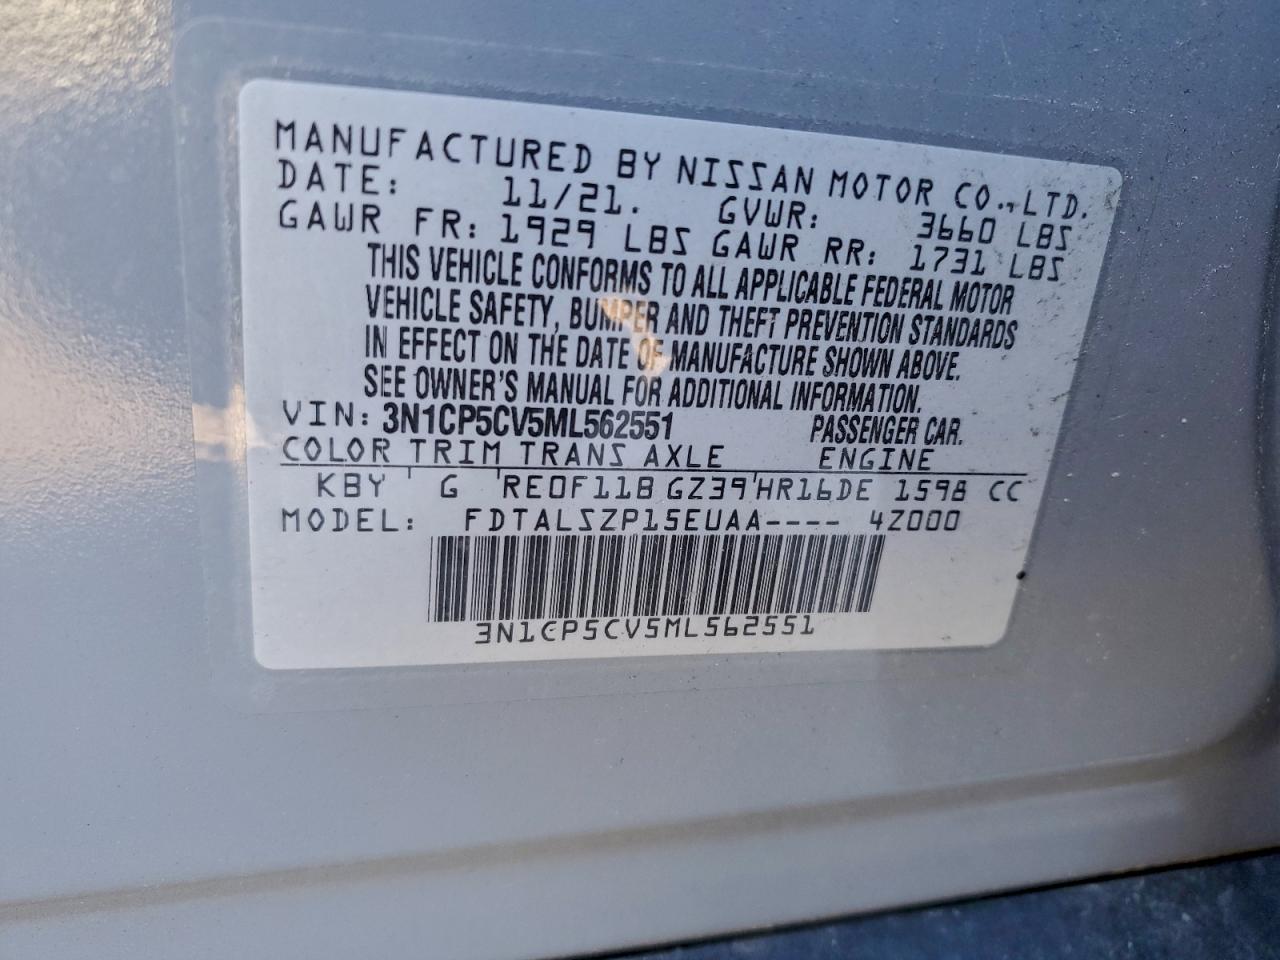 MANUFACTURED BY NISSAN MOTOR CO.,LTD.
DATE: 11/21. GVWR: 3660 LBS
GAWR FR: 1929 LBS GAWR RR: 1731 LBS
THIS VEHICLE CONFORMS TO ALL APPLICABLE FEDERAL MOTOR
VEHICLE SAFETY, BUMPER AND THEFT PREVENTION STANDARDS
IN EFFECT ON THE DATE OF MANUFACTURE SHOWN ABOVE.
SEE OWNER'S MANUAL FOR ADDITIONAL INFORMATION.
VIN: 3N1CP5CV5ML562551 PASSENGER CAR.
COLOR TRIM TRANS AXLE ENGINE
KBY ' G ' RE0F11B GZ39 ' HR16DE 1598 CC
MODEL: FDTALSZP15EUAA---- 4Z000
3N1CP5CV5ML562551